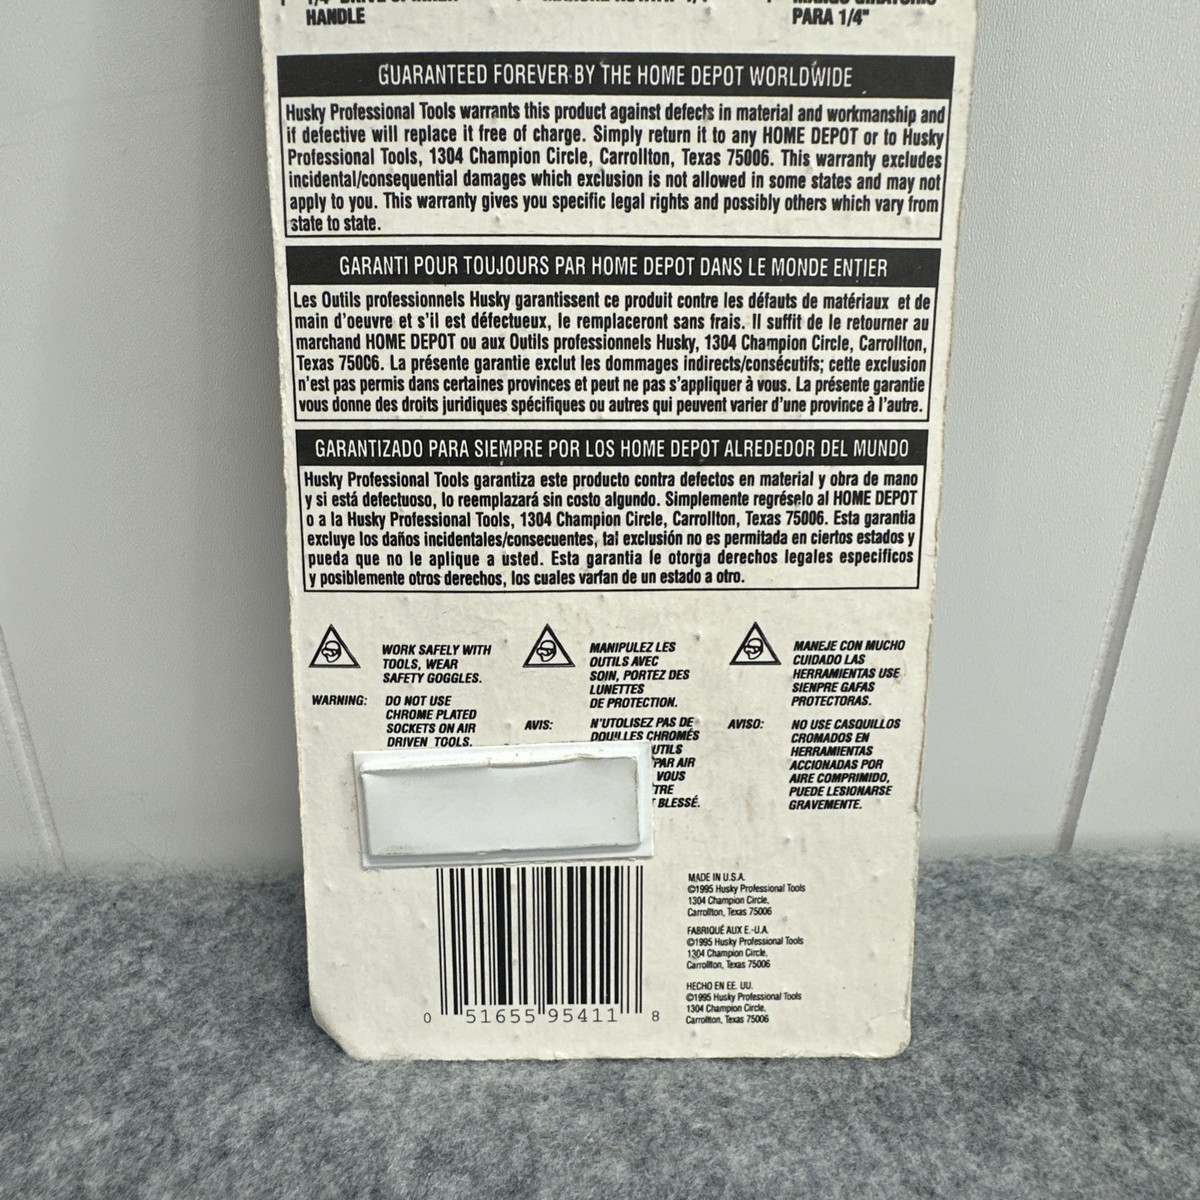 HANDLE
PARA 1/4"
GUARANTEED FOREVER BY THE HOME DEPOT WORLDWIDE
Husky Professional Tools warrants this product against defects in material and workmanship and
if defective will replace it free of charge. Simply return it to any HOME DEPOT or to Husky
Professional Tools, 1304 Champion Circle, Carrollton, Texas 75006. This warranty excludes
incidental/consequential damages which exclusion is not allowed in some states and may not
apply to you. This warranty gives you specific legal rights and possibly others which vary from
state to state.
GARANTI POUR TOUJOURS PAR HOME DEPOT DANS LE MONDE ENTIER
Les Outils professionnels Husky garantissent ce produit contre les défauts de matériaux et de
main d'oeuvre et s'il est défectueux, le remplaceront sans frais. Il suffit de le retourner au
marchand HOME DEPOT ou aux Outils professionnels Husky, 1304 Champion Circle, Carrollton,
Texas 75006. La présente garantie exclut les dommages indirects/consécutifs; cette exclusion
n'est pas permis dans certaines provinces et peut ne pas s'appliquer à vous. La présente garantie
vous donne des droits juridiques spécifiques ou autres qui peuvent varier d'une province à l'autre.
GARANTIZADO PARA SIEMPRE POR LOS HOME DEPOT ALREDEDOR DEL MUNDO
Husky Professional Tools garantiza este producto contra defectos en material y obra de mano
y si está defectuoso, lo reemplazará sin costo algundo. Simplemente regréselo al HOME DEPOT
o a la Husky Professional Tools, 1304 Champion Circle, Carrollton, Texas 75006. Esta garantia
excluye los daños incidentales/consecuentes, tal exclusión no es permitada en ciertos estados y
pueda que no le aplique a usted. Esta garantia le otorga derechos legales especificos
y posiblemente otros derechos, los cuales varían de un estado a otro.
WORK SAFELY WITH
TOOLS, WEAR
SAFETY GOGGLES.
WARNING: DO NOT USE
CHROME PLATED
SOCKETS ON AIR
DRIVEN TOOLS.
MANIPULEZ LES
OUTILS AVEC
SOIN, PORTEZ DES
LUNETTES
DE PROTECTION.
AVIS: N'UTOLISEZ PAS DE
DOUILLES CHROMÉS
UTILS
PAR AIR
VOUS
TRE
BLESSÉ.
MANEJE CON MUCHO
CUIDADO LAS
HERRAMIENTAS USE
SIENPRE GAFAS
PROTECTORAS.
AVISO: NO USE CASQUILLOS
CROMADOS EN
HERRAMIENTAS
ACCIONADAS POR
AIRE COMPRIMIDO,
PUEDE LESIONARSE
GRAVEMENTE.
0 51655 95411 8
MADE IN U.S.A.
©1995 Husky Professional Tools
1304 Champion Circle,
Carrollton, Texas 75006
FABRIQUÉ AUX E.-U.A.
©1995 Husky Professional Tools
1304 Champion Circle,
Carrollton, Texas 75006
HECHO EN EE. UU.
©1995 Husky Professional Tools
1304 Champion Circle,
Carrollton, Texas 75006